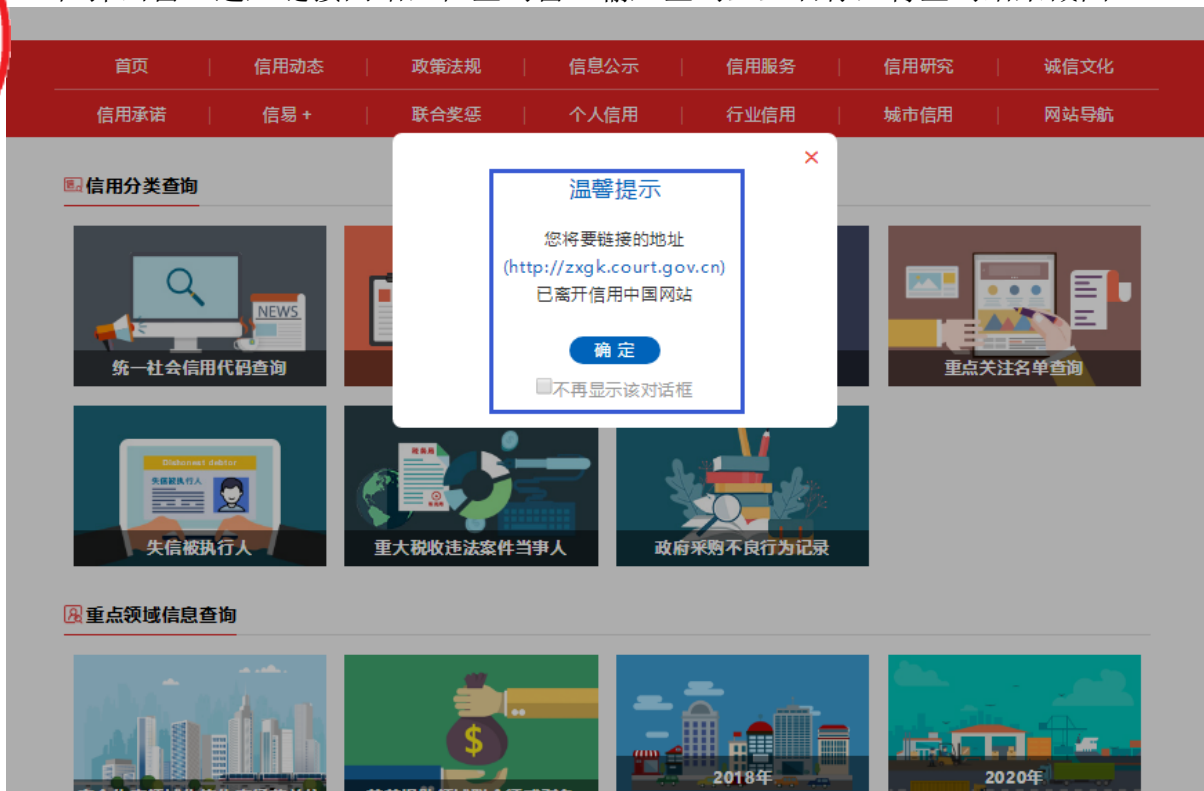 首页 信用动态 政策法规 信息公示 信用服务 信用研究 诚信文化
信用承诺 信易+ 联合奖惩 个人信用 行业信用 城市信用 网站导航
×
信用分类查询
温馨提示
您将要链接的地址
(http://zxgk.court.gov.cn)
已离开信用中国网站
确定
不再显示该对话框
NEWS
统一社会信用代码查询
重点关注名单查询
Dishonest debtor
失信被执行人
失信被执行人
重大税收违法案件当事人
政府采购不良行为记录
重点领域信息查询
$
2018年
2020年